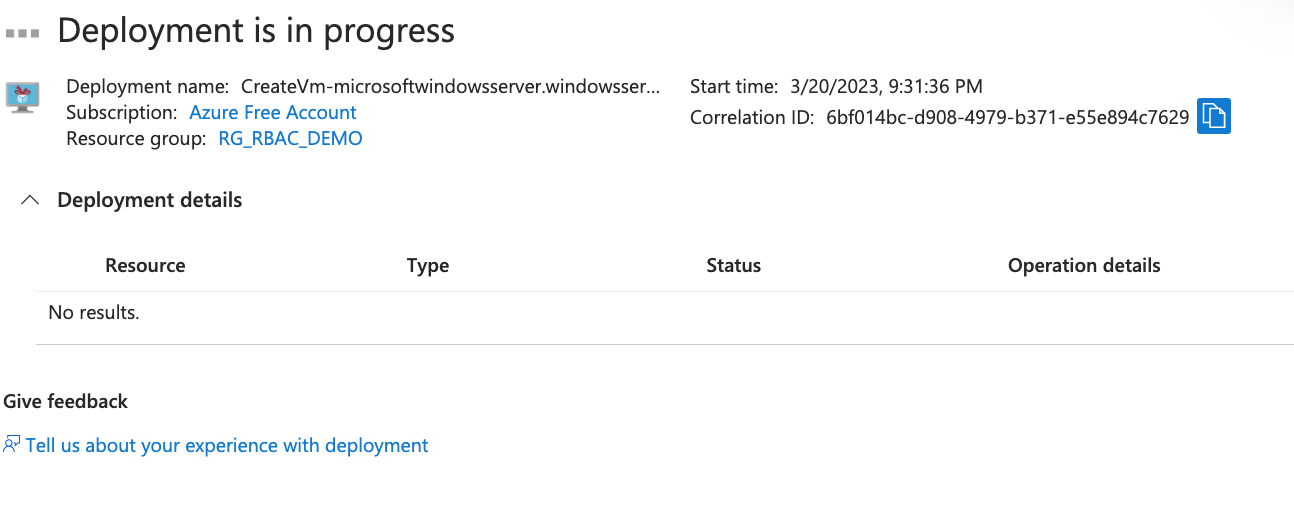 Deployment is in progress
Deployment name: CreateVm-microsoftwindowsserver.windowsser...
Subscription: Azure Free Account
Resource group: RG_RBAC_DEMO
Start time: 3/20/2023, 9:31:36 PM
Correlation ID: 6bf014bc-d908-4979-b371-e55e894c7629
Deployment details
Resource Type Status Operation details
No results.
Give feedback
Tell us about your experience with deployment